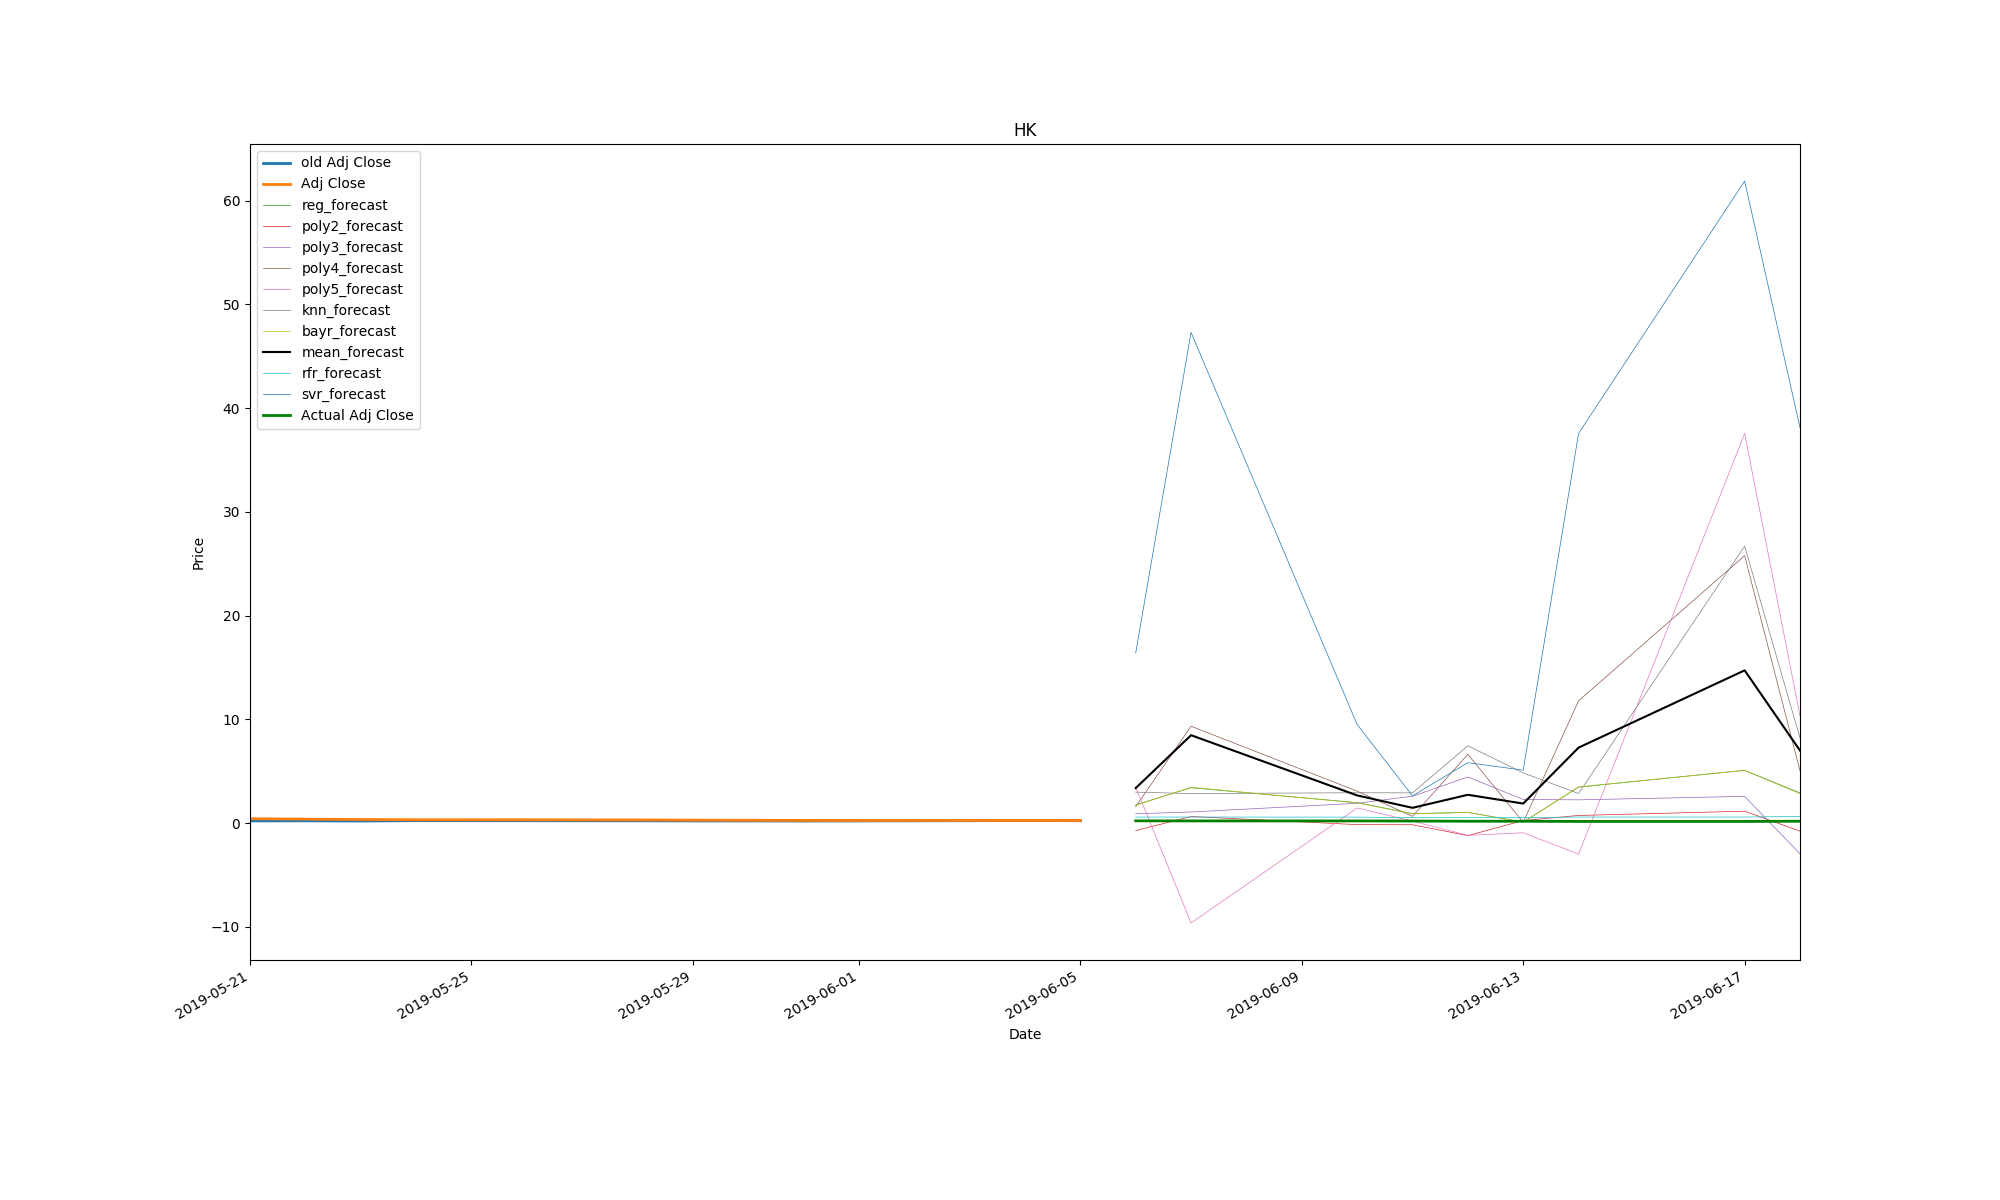 HK
old Adj Close
Adj Close
reg_forecast
poly2_forecast
poly3_forecast
poly4_forecast
poly5_forecast
knn_forecast
bayr_forecast
mean_forecast
rfr_forecast
svr_forecast
Actual Adj Close
60
50
40
30
20
10
0
−10
Price
2019-05-21
2019-05-25
2019-05-29
2019-06-01
2019-06-05
2019-06-09
2019-06-13
2019-06-17
Date